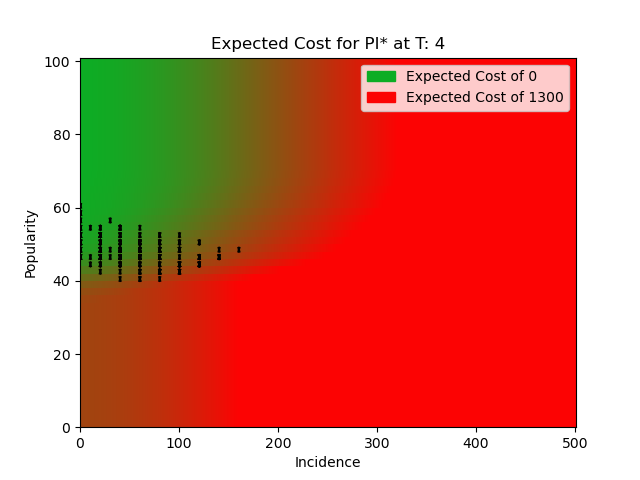 Expected Cost for PI* at T: 4
Expected Cost of 0
Expected Cost of 1300
100
80
60
40
20
0
Popularity
0 100 200 300 400 500
Incidence